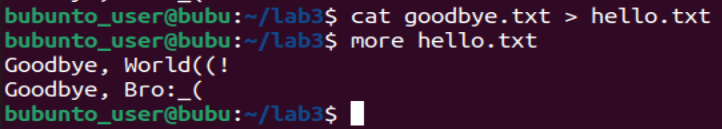 bubunto_user@bubu:~/lab3$ cat goodbye.txt > hello.txt
bubunto_user@bubu:~/lab3$ more hello.txt
Goodbye, World((!
Goodbye, Bro:_(
bubunto_user@bubu:~/lab3$